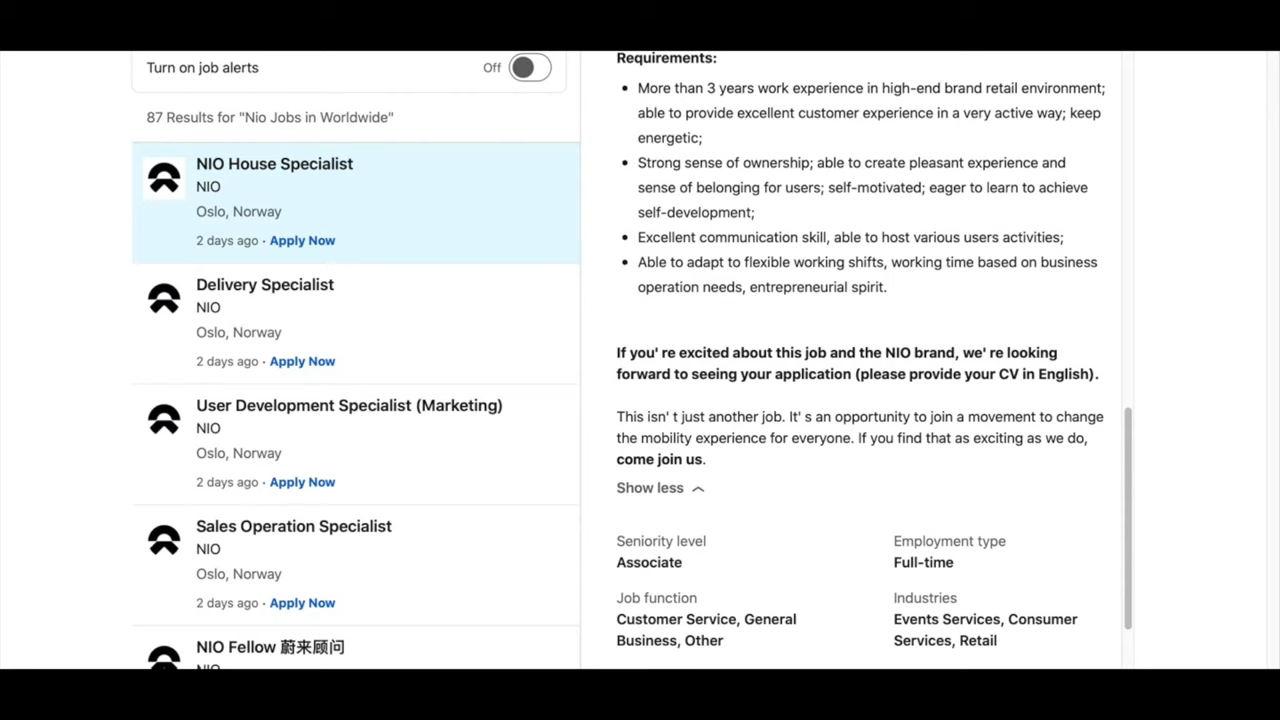 Turn on job alerts
Off
87 Results for "Nio Jobs in Worldwide"
NIO House Specialist
NIO
Oslo, Norway
2 days ago · Apply Now
Delivery Specialist
NIO
Oslo, Norway
2 days ago · Apply Now
User Development Specialist (Marketing)
NIO
Oslo, Norway
2 days ago · Apply Now
Sales Operation Specialist
NIO
Oslo, Norway
2 days ago · Apply Now
NIO Fellow 蔚来顾问
NIO
Requirements:
• More than 3 years work experience in high-end brand retail environment;
able to provide excellent customer experience in a very active way; keep
energetic;
• Strong sense of ownership; able to create pleasant experience and
sense of belonging for users; self-motivated; eager to learn to achieve
self-development;
• Excellent communication skill, able to host various users activities;
• Able to adapt to flexible working shifts, working time based on business
operation needs, entrepreneurial spirit.
If you' re excited about this job and the NIO brand, we' re looking
forward to seeing your application (please provide your CV in English).
This isn' t just another job. It' s an opportunity to join a movement to change
the mobility experience for everyone. If you find that as exciting as we do,
come join us.
Show less
Seniority level
Associate
Employment type
Full-time
Job function
Customer Service, General
Business, Other
Industries
Events Services, Consumer
Services, Retail